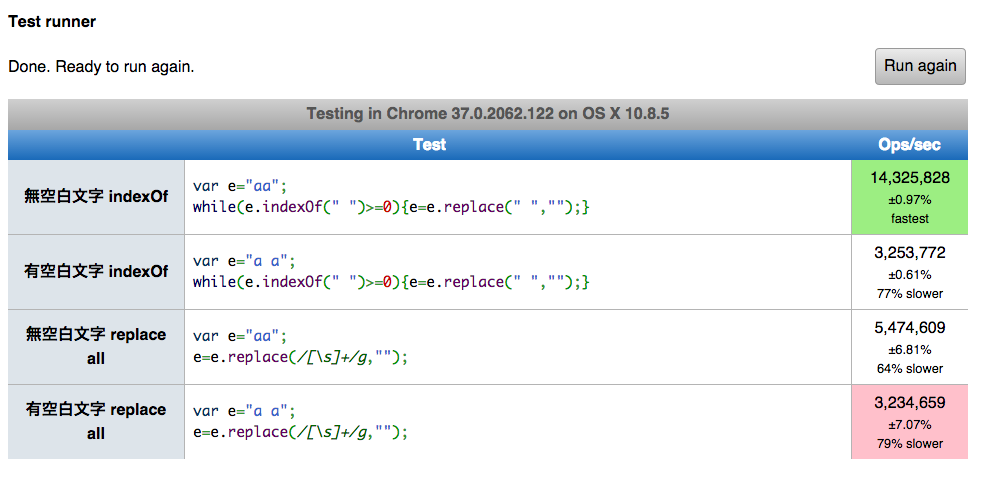 Test runner
Done. Ready to run again.
Run again
Testing in Chrome 37.0.2062.122 on OS X 10.8.5
Test Ops/sec
無空白文字 indexOf
var e="aa";
while(e.indexOf(" ")>=0){e=e.replace(" ","");}
14,325,828
±0.97%
fastest
有空白文字 indexOf
var e="a a";
while(e.indexOf(" ")>=0){e=e.replace(" ","");}
3,253,772
±0.61%
77% slower
無空白文字 replace
all
var e="aa";
e=e.replace(/[\s]+/g,"");
5,474,609
±6.81%
64% slower
有空白文字 replace
all
var e="a a";
e=e.replace(/[\s]+/g,"");
3,234,659
±7.07%
79% slower